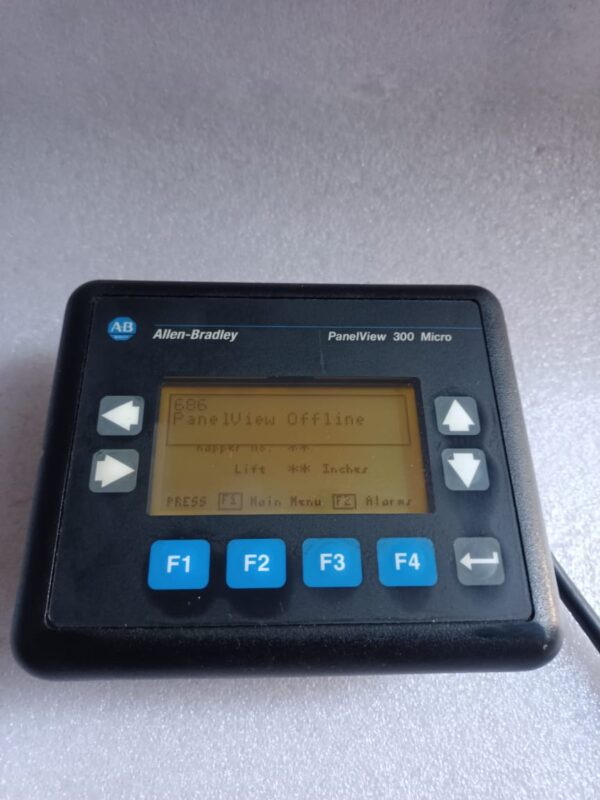 AB
Allen-Bradley
PanelView 300 Micro
686
PanelView Offline
No. **
Lift ** Inches
PRESS F1 Main Menu F2 Alarms
F1 F2 F3 F4